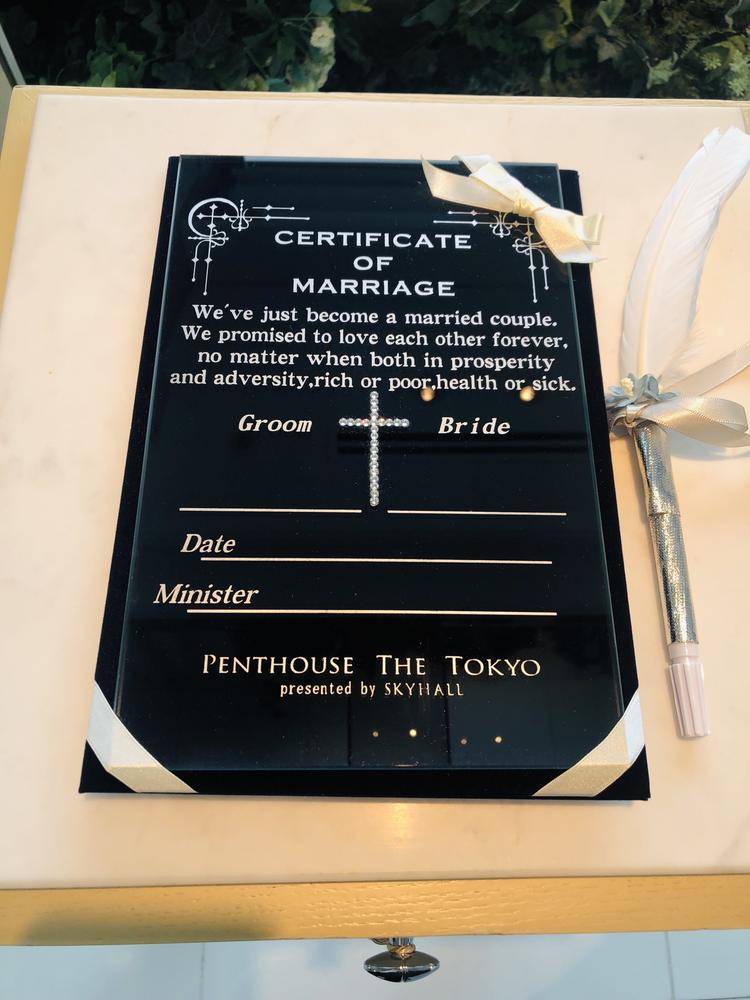 CERTIFICATE
OF
MARRIAGE
We've just become a married couple.
We promised to love each other forever,
no matter when both in prosperity
and adversity,rich or poor,health or sick.
Groom Bride
Date
Minister
PENTHOUSE THE TOKYO
presented by SKYHALL